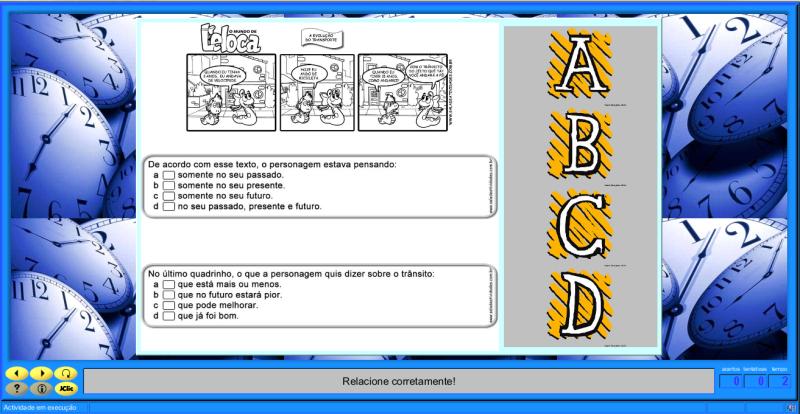 O MUNDO DE
Leloca
A EVOLUÇÃO
DO TRANSPORTE
QUANDO EU TINHA
3 ANOS, EU ANDAVA
DE VELOCÍPEDE
HOJE EU
ANDO DE
BICICLETA
COM O TRÂNSITO
De acordo com esse texto, o personagem estava pensando:
a somente no seu passado.
b somente no seu presente.
c somente no seu futuro.
d no seu passado, presente e futuro.
No último quadrinho, o que a personagem quis dizer sobre o trânsito:
a que está mais ou menos.
b que no futuro estará pior.
c que pode melhorar.
d que já foi bom.
A
B
C
D
JClic
Relacione corretamente!
acertos tentativas tempo
0 0 2
Actividade em execução